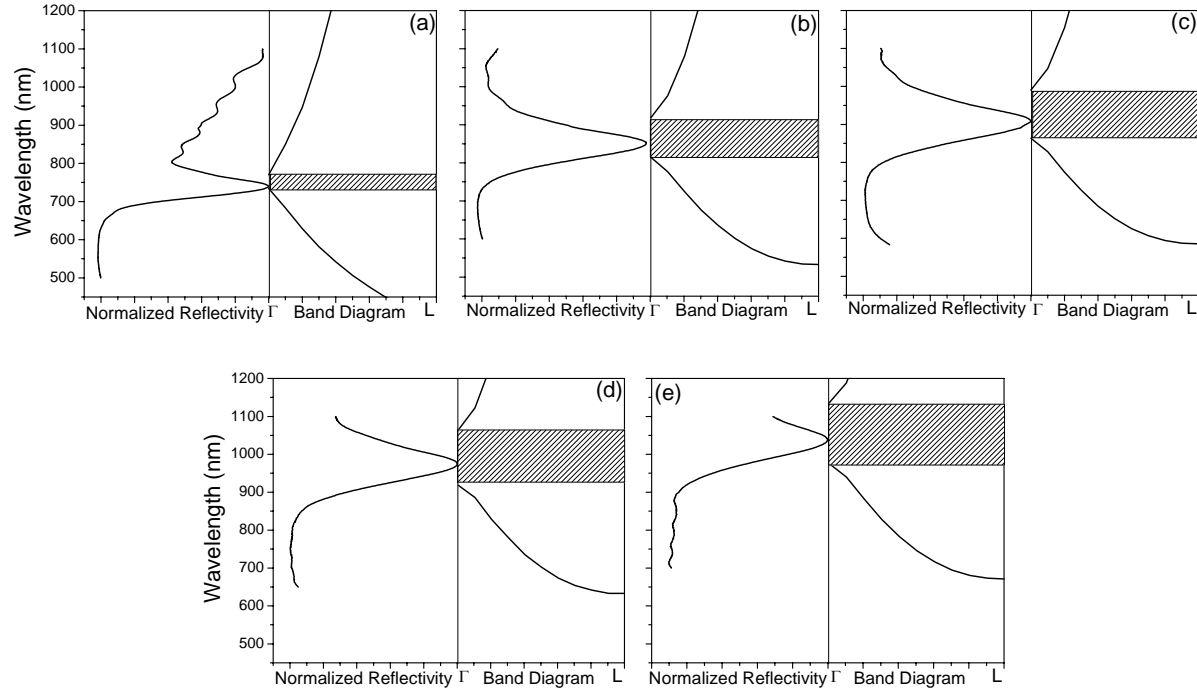 (a)
(b)
(c)
1200
1100
1000
900
800
700
600
500
Wavelength (nm)
Normalized Reflectivity Γ Band Diagram L
Normalized Reflectivity Γ Band Diagram L
Normalized Reflectivity Γ Band Diagram L
(d)
(e)
1200
1100
1000
900
800
700
600
500
Wavelength (nm)
Normalized Reflectivity Γ Band Diagram L
Normalized Reflectivity Γ Band Diagram L